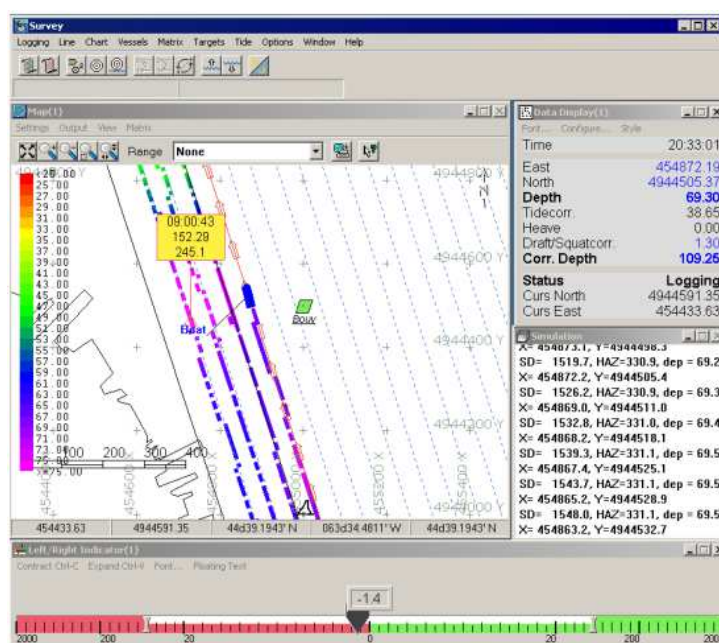 Survey
Logging Line Chart Vessels Matrix Targets Tide Options Window Help
Map(1)
Settings Output View Matrix
Range None
25.00
27.00
29.00
31.00
33.00
35.00
37.00
39.00
41.00
43.00
45.00
47.00
49.00
51.00
53.00
55.00
57.00
59.00
61.00
63.00
65.00
67.00
69.00
71.00
73.00
75.00
09:00:43
152.29
245.1
Boat
Bouy
4944600 Y
4944400 Y
100 200 300 400
454433.63 4944591.35 44d39.1943' N 063d34.4811' W 44d39.1943' N
Data Display(1)
Font... Configure... Style
Time 20:33:01
East 454872.19
North 4944505.37
Depth 69.30
Tidecorr. 38.65
Heave 0.00
Draft/Squatcorr. 1.30
Corr. Depth 109.25
Status Logging
Curs North 4944591.35
Curs East 454433.63
Simulation
X= 454873.1, Y=4944498.3
SD= 1519.7, HAZ=330.9, dep = 69.2
X= 454872.2, Y=4944505.4
SD= 1526.2, HAZ=330.9, dep = 69.3
X= 454869.0, Y=4944511.0
SD= 1532.8, HAZ=331.0, dep = 69.4
X= 454868.2, Y=4944518.1
SD= 1539.3, HAZ=331.1, dep = 69.5
X= 454867.4, Y=4944525.1
SD= 1543.7, HAZ=331.1, dep = 69.5
X= 454865.2, Y=4944528.9
SD= 1548.0, HAZ=331.1, dep = 69.5
X= 454863.2, Y=4944532.7
Left/Right Indicator(1)
Contract Ctrl-C Expand Ctrl-V Font... Floating Text
-1.4
2000 200 20 0 20 200